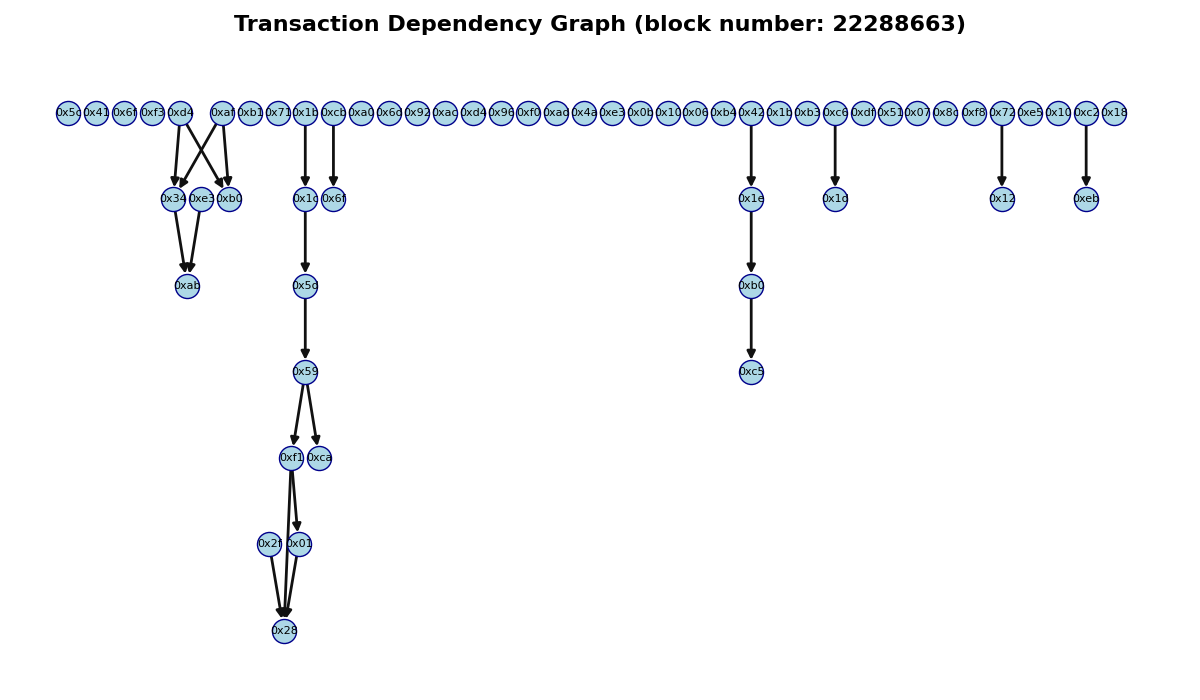 Transaction Dependency Graph (block number: 22288663)
0x5c 0x41 0x6f 0xf3 0xd4 0xaf 0xb1 0x71 0x1b 0xcb 0xa0 0x6d 0x92 0xac 0xd4 0x96 0xf0 0xad 0x4a 0xe3 0x0b 0x10 0x06 0xb4 0x42 0x1b 0xb3 0xc6 0xdf 0x51 0x07 0x8c 0xf8 0x72 0xe5 0x10 0xc2 0x18
0x34 0xe3 0xb0 0x1c 0x6f 0x1e 0x1d 0x12 0xeb
0xab 0x5d 0xb0
0x59 0xc5
0xf1 0xca
0x2f 0x01
0x28